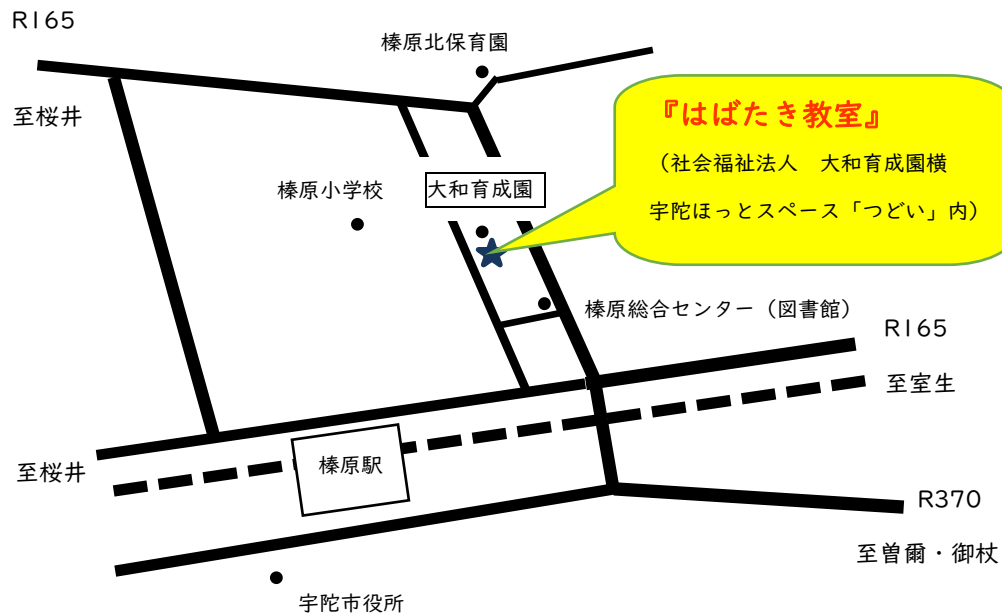 R165
榛原北保育園
至桜井
『はばたき教室』
（社会福祉法人　大和育成園横
宇陀ほっとスペース「つどい」内）
榛原小学校
大和育成園
榛原総合センター（図書館）
R165
至室生
榛原駅
至桜井
R370
至曽爾・御杖
宇陀市役所